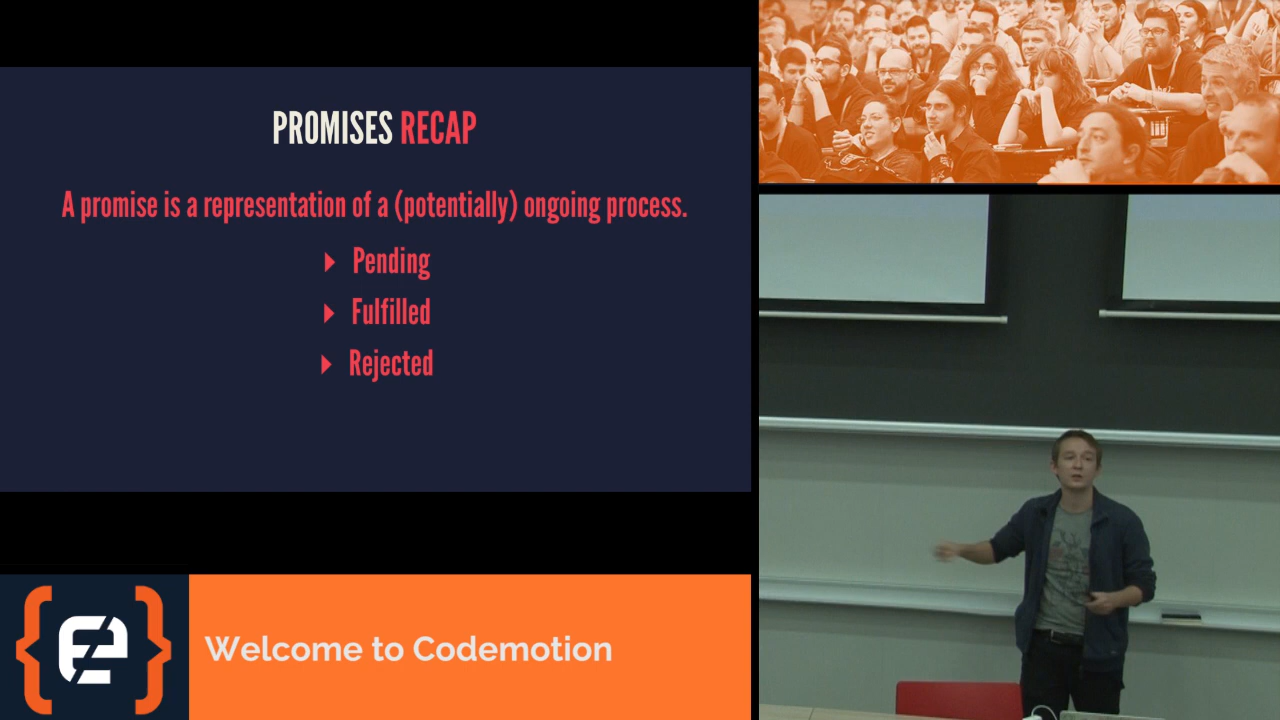 PROMISES RECAP
A promise is a representation of a (potentially) ongoing process.
Pending
Fulfilled
Rejected
Welcome to Codemotion